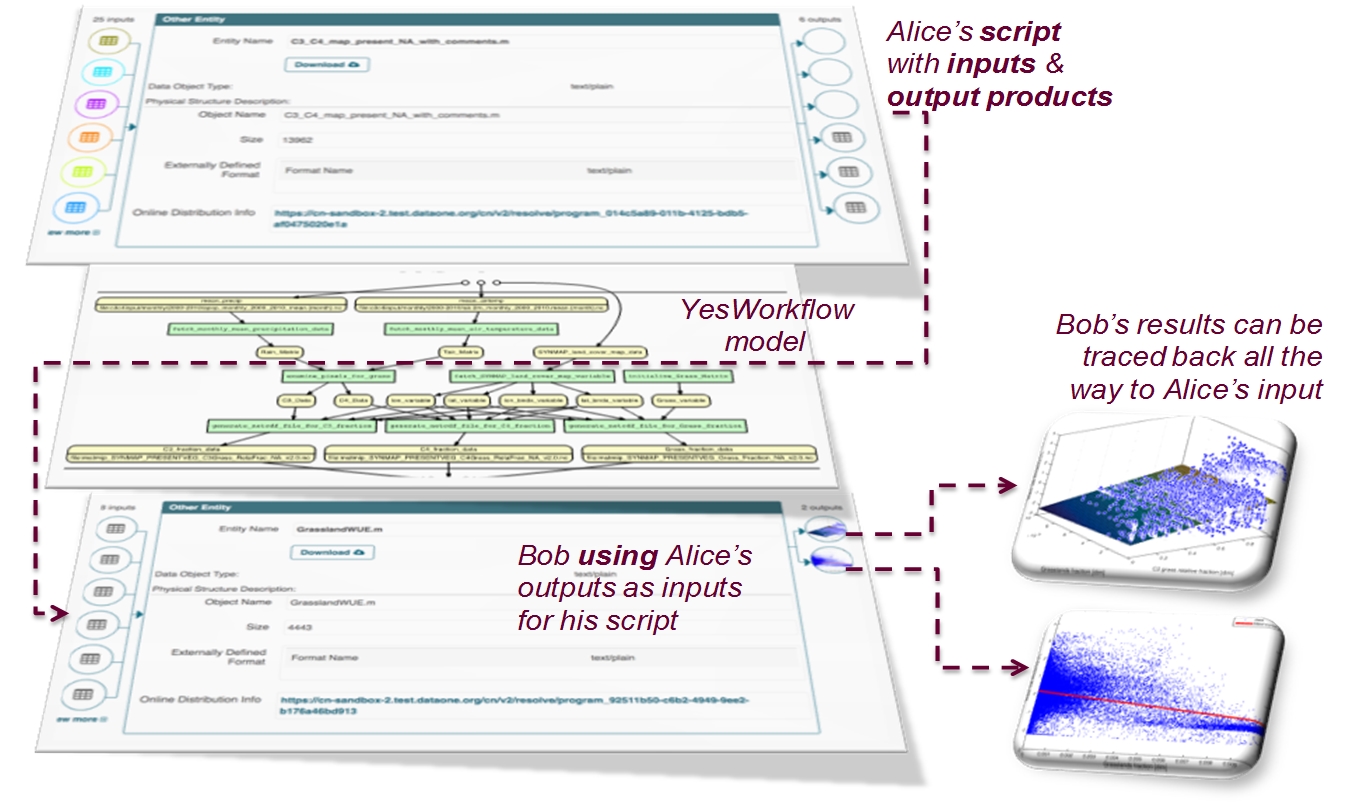 25 inputs
Other Entity
6 outputs
Entity Name
C3_C4_map_present_NA_with_comments.m
Download
Data Object Type:
text/plain
Physical Structure Description:
Object Name
C3_C4_map_present_NA_with_comments.m
Size
13962
Externally Defined
Format
Format Name
text/plain
Online Distribution Info
https://cn-sandbox-2.test.dataone.org/cn/v2/resolve/program_014c5a89-011b-4125-bdb5-
af0475020e1a
ew more
Alice’s script
with inputs &
output products
fetch_monthly_mean_precipitation_data
fetch_monthly_mean_air_temperature_data
Rain_Matrix
SYNMAP_land_cover_map_data
examine_pixels_for_grass
fetch_SYNMAP_land_cover_map_variable
initialize_Grass_Matrix
C3_Data
C4_Data
lon_variable
lat_variable
lon_bnds_variable
lat_bnds_variable
Grass_variable
generate_netcdf_file_for_C3_fraction
generate_netcdf_file_for_C4_fraction
generate_netcdf_file_for_Grass_fraction
C3_fraction_data
C4_fraction_data
Grass_fraction_data
YesWorkflow
model
Bob’s results can be
traced back all the
way to Alice’s input
Other Entity
2 outputs
Entity Name
GrasslandWUE.m
Download
Data Object Type:
text/plain
Physical Structure Description:
Object Name
GrasslandWUE.m
Size
4443
Externally Defined
Format
Format Name
text/plain
Online Distribution Info
https://cn-sandbox-2.test.dataone.org/cn/v2/resolve/program_92511b50-c6b2-4949-9ee2-
b176a46bd913
ew more
Bob using Alice’s
outputs as inputs
for his script
Grasslands fraction
C3 grass relative fraction
Grasslands fraction